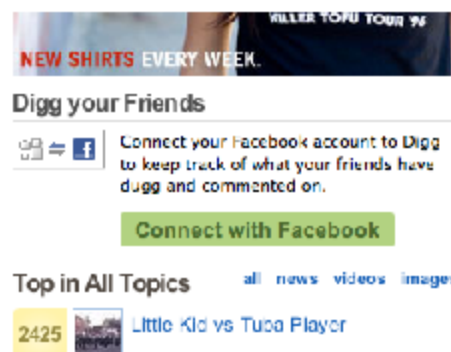 KILLER TOFU TOUR '96
NEW SHIRTS EVERY WEEK.
Digg your Friends
Connect your Facebook account to Digg
to keep track of what your friends have
dugg and commented on.
Connect with Facebook
Top in All Topics all news videos images
2425 Little Kid vs Tuba Player